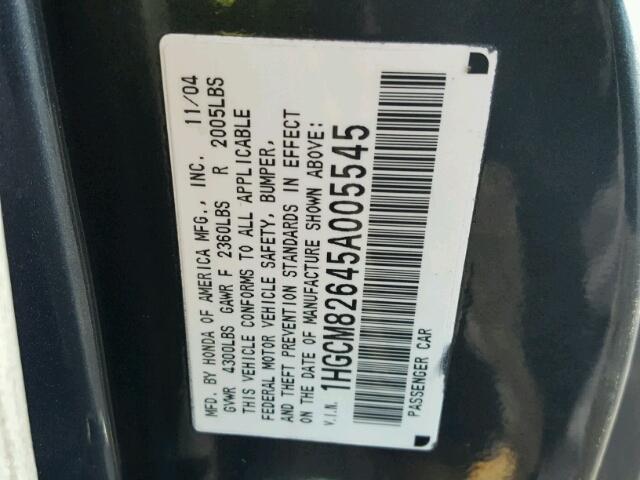 MFD. BY HONDA OF AMERICA MFG., INC. 11/04
GVWR 4300LBS GAWR F 2360LBS R 2005LBS
THIS VEHICLE CONFORMS TO ALL APPLICABLE
FEDERAL MOTOR VEHICLE SAFETY, BUMPER,
AND THEFT PREVENTION STANDARDS IN EFFECT
ON THE DATE OF MANUFACTURE SHOWN ABOVE:
V.I.N. 1HGCM82645A005545
PASSENGER CAR